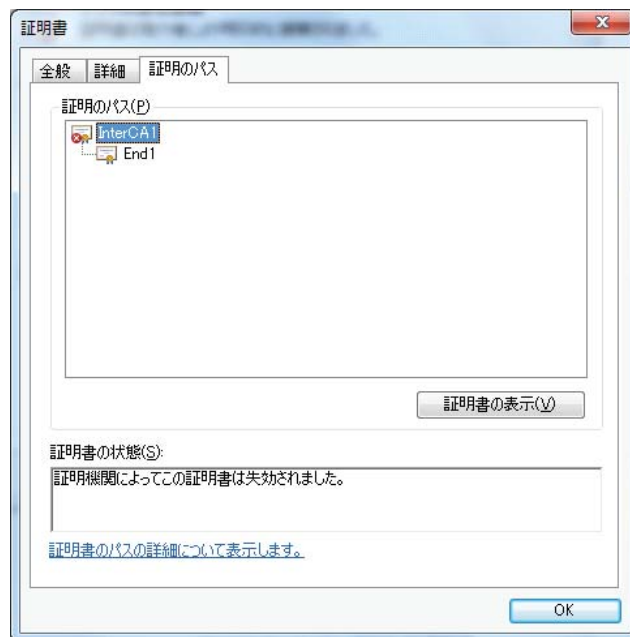 証明書
全般
詳細
証明のパス
証明のパス(P)
InterCA1
End1
証明書の表示(V)
証明書の状態(S):
証明機関によってこの証明書は失効されました。
証明書のパスの詳細について表示します。
OK